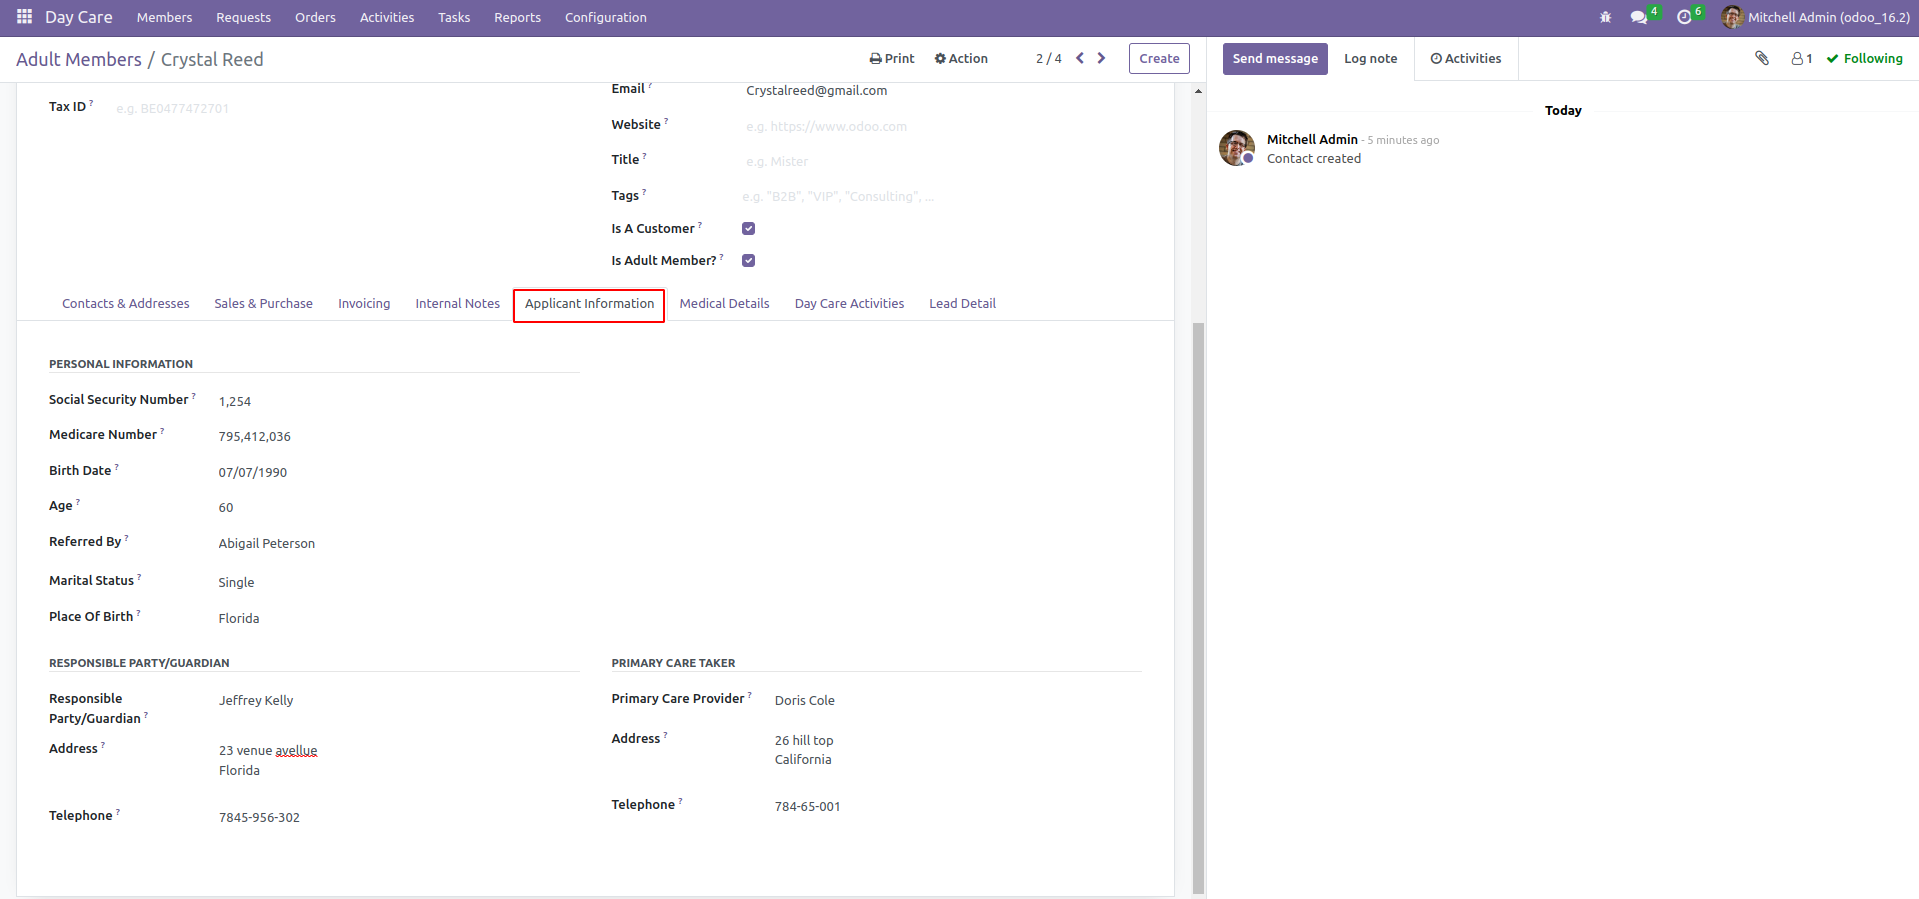 Day Care Members Requests Orders Activities Tasks Reports Configuration 4 6 Mitchell Admin (odoo_16.2)
Adult Members / Crystal Reed Print Action 2 / 4 Create Send message Log note Activities 1 Following
Email ? Crystalreed@gmail.com
Tax ID ? e.g. BE0477472701
Website ? e.g. https://www.odoo.com
Title ? e.g. Mister
Tags ? e.g. "B2B", "VIP", "Consulting", ...
Is A Customer ?
Is Adult Member? ?
Contacts & Addresses Sales & Purchase Invoicing Internal Notes Applicant Information Medical Details Day Care Activities Lead Detail
PERSONAL INFORMATION
Social Security Number ? 1,254
Medicare Number ? 795,412,036
Birth Date ? 07/07/1990
Age ? 60
Referred By ? Abigail Peterson
Marital Status ? Single
Place Of Birth ? Florida
RESPONSIBLE PARTY/GUARDIAN
Responsible Party/Guardian ? Jeffrey Kelly
Address ? 23 venue avellue
Florida
Telephone ? 7845-956-302
PRIMARY CARE TAKER
Primary Care Provider ? Doris Cole
Address ? 26 hill top
California
Telephone ? 784-65-001
Today
Mitchell Admin - 5 minutes ago
Contact created